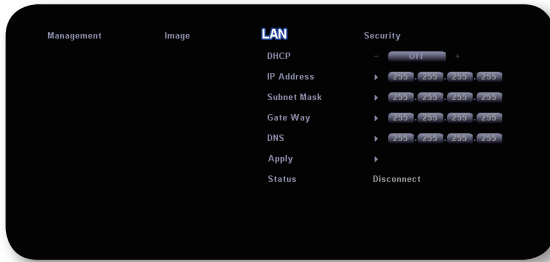 Management Image LAN Security
DHCP - Off +
IP Address 255.255.255.255
Subnet Mask 255.255.255.255
Gate Way 255.255.255.255
DNS 255.255.255.255
Apply
Status Disconnect